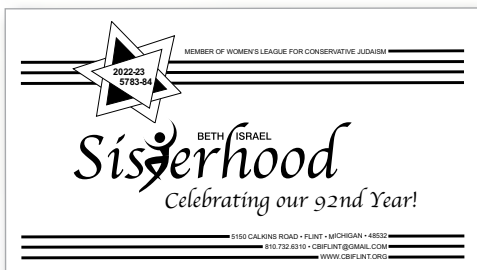 MEMBER OF WOMEN'S LEAGUE FOR CONSERVATIVE JUDAISM
2022-23
5783-84
BETH ISRAEL
Sisterhood
Celebrating our 92nd Year!
5150 CALKINS ROAD • FLINT • MICHIGAN • 48532
810.732.6310 • CBIFLINT@GMAIL.COM
WWW.CBIFLINT.ORG